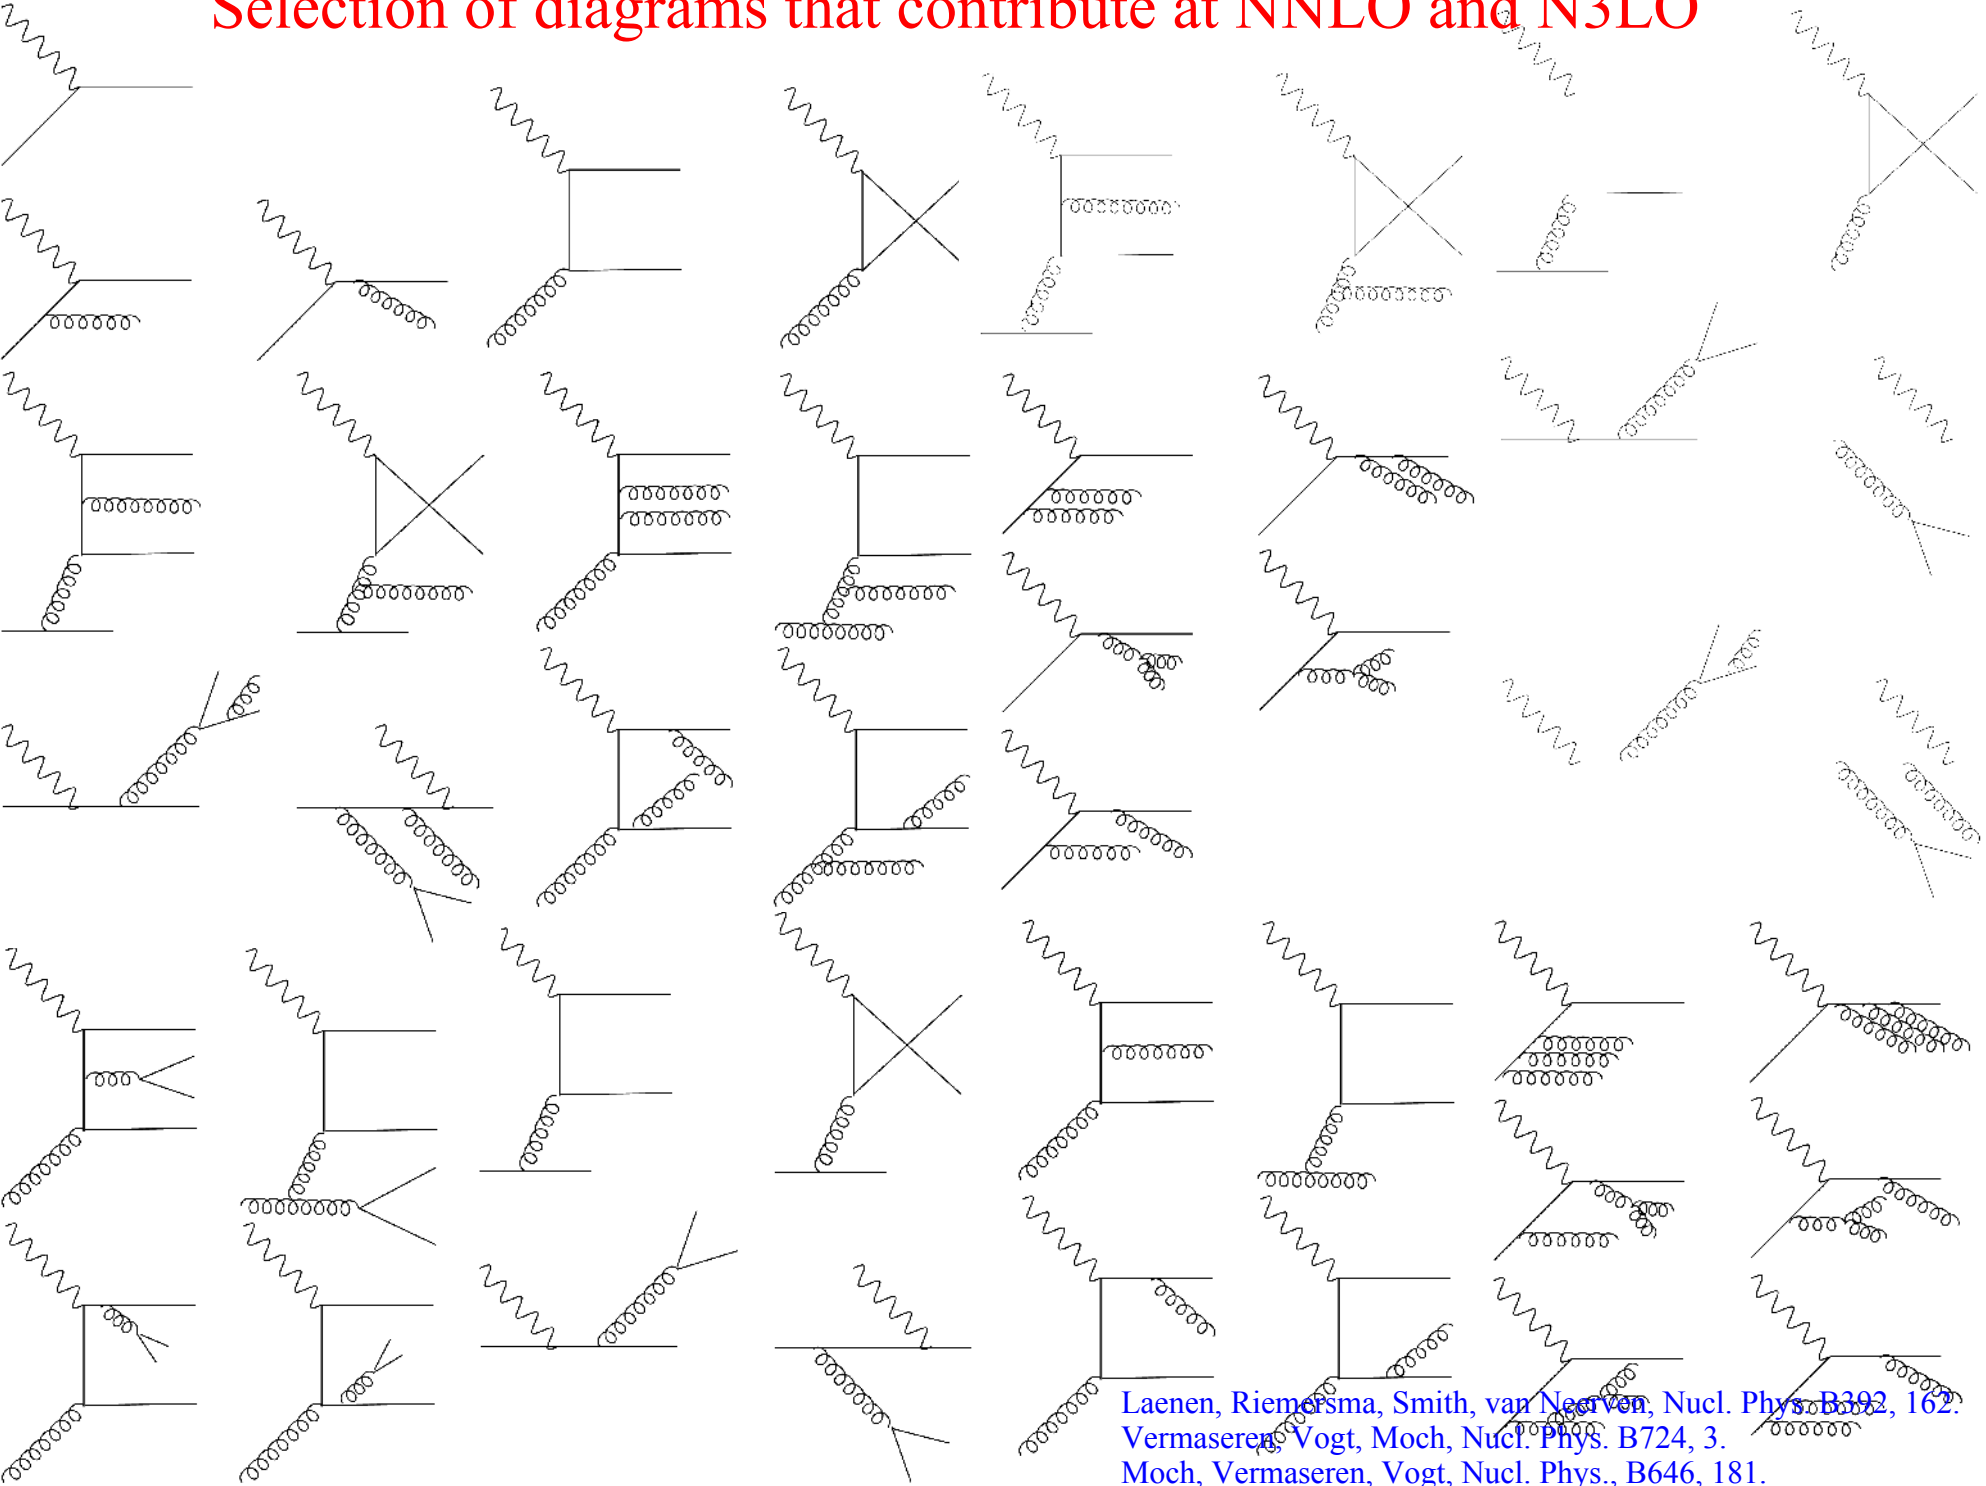 Selection of diagrams that contribute at NNLO and N3LO
Laenen, Riemersma, Smith, van Neerven, Nucl. Phys. B392, 162.
Vermaseren, Vogt, Moch, Nucl. Phys. B724, 3.
Moch, Vermaseren, Vogt, Nucl. Phys., B646, 181.